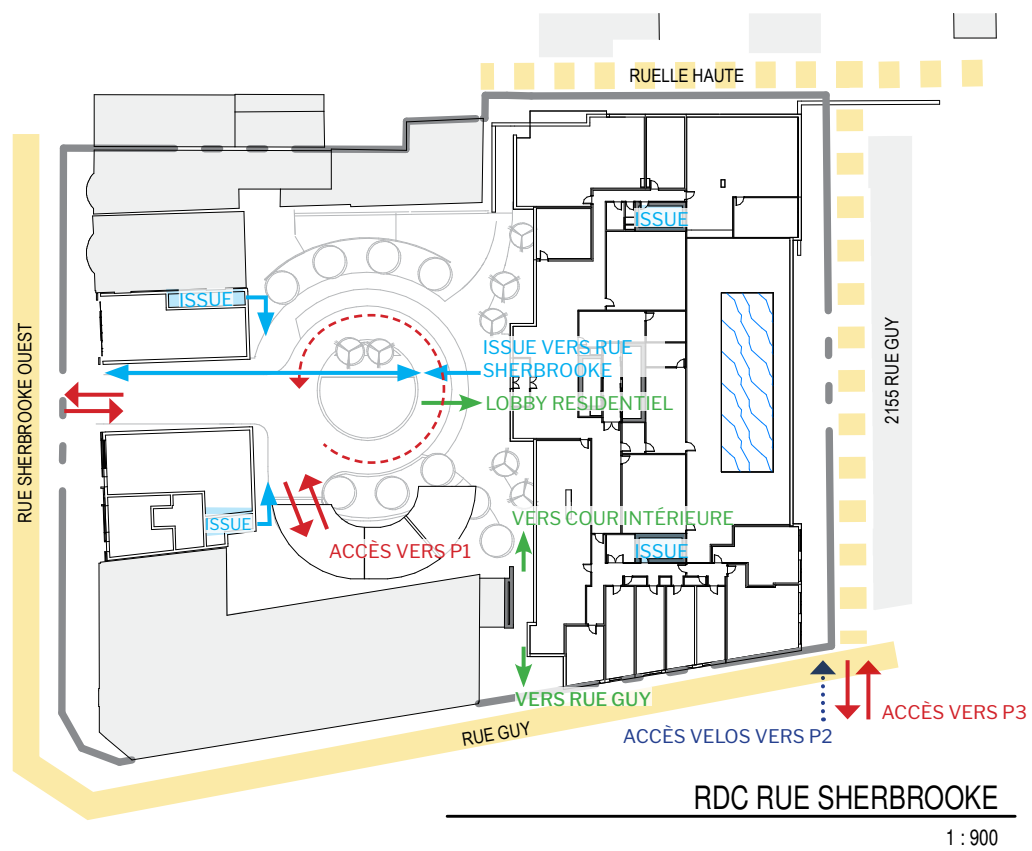 RUELLE HAUTE
ISSUE
ISSUE
ISSUE VERS RUE
SHERBROOKE
LOBBY RESIDENTIEL
RUE SHERBROOKE OUEST
2155 RUE GUY
ISSUE
VERS COUR INTÉRIEURE
ACCÈS VERS P1
ISSUE
VERS RUE GUY
RUE GUY
ACCÈS VERS P3
ACCÈS VELOS VERS P2
RDC RUE SHERBROOKE
1 : 900